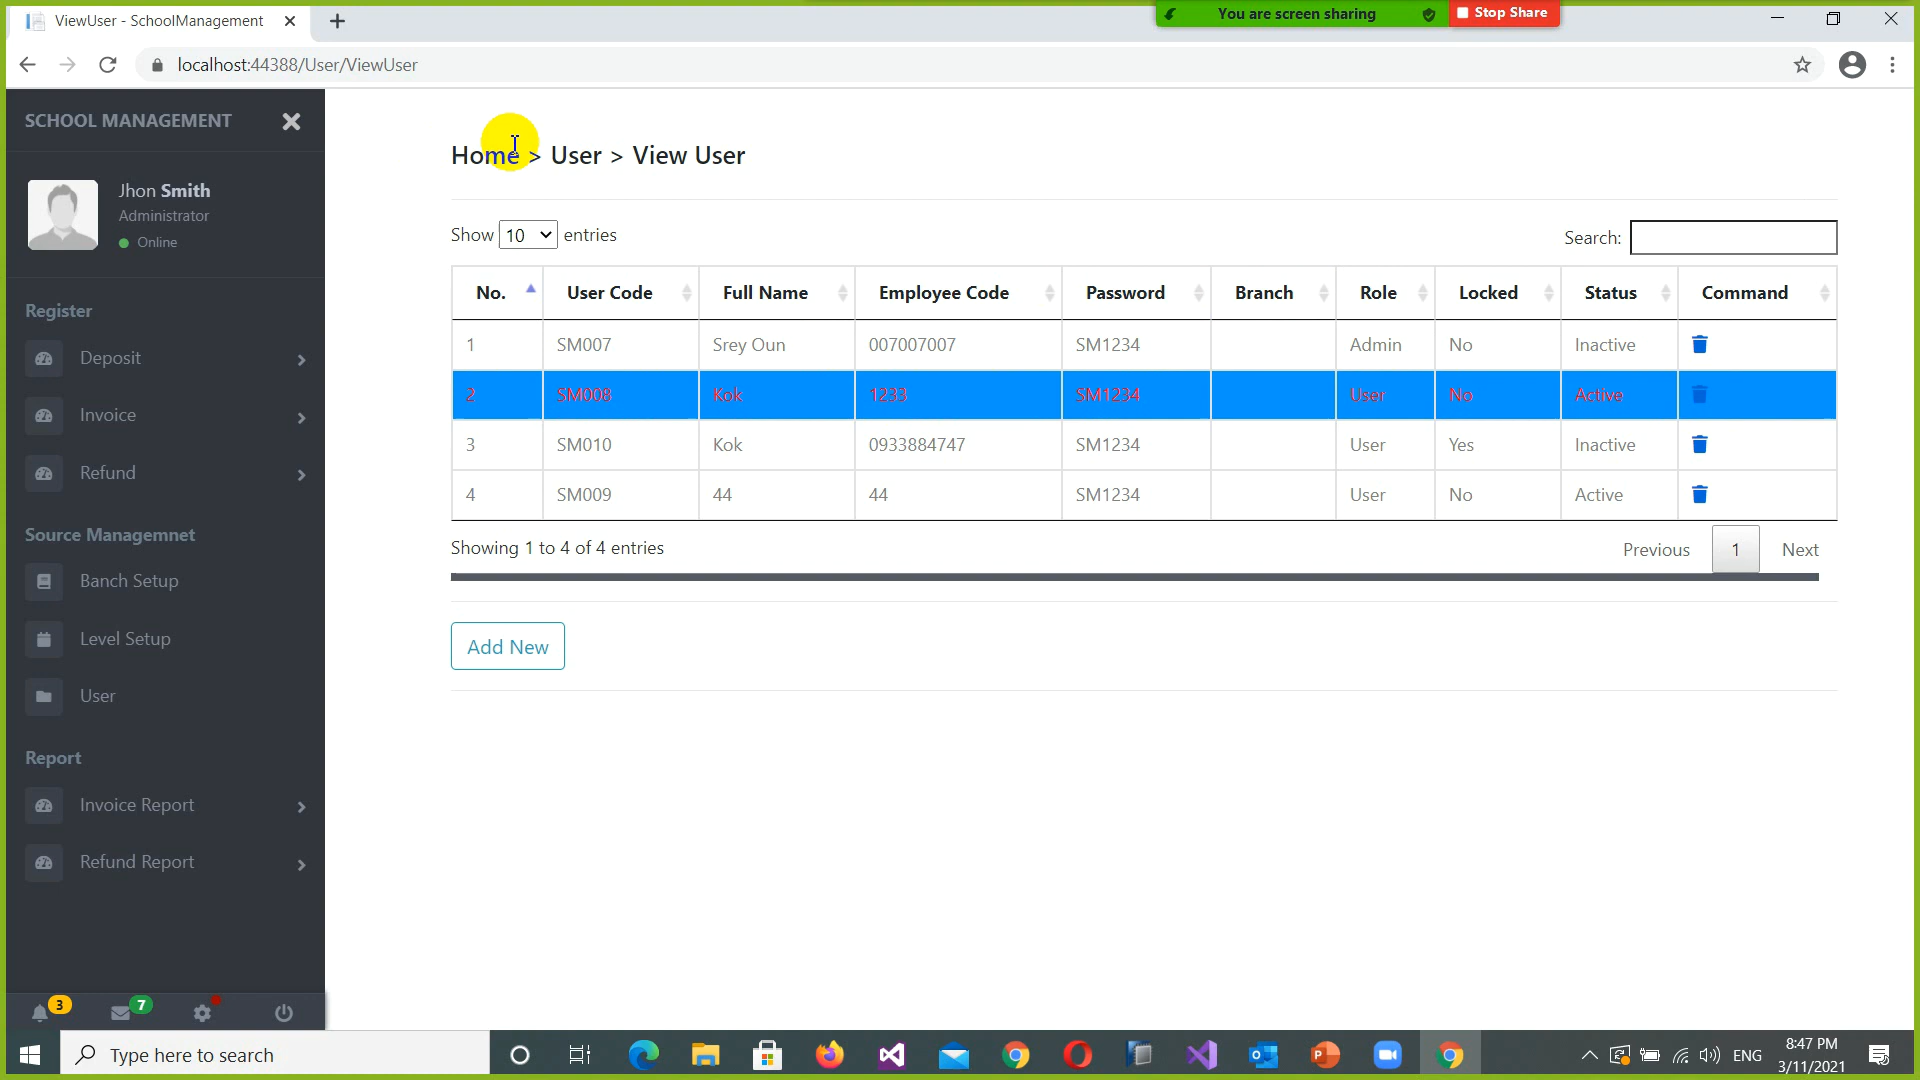 ViewUser - SchoolManagement
You are screen sharing
Stop Share
localhost:44388/User/ViewUser
SCHOOL MANAGEMENT
Jhon Smith
Administrator
Online
Register
Deposit
Invoice
Refund
Source Managemnet
Banch Setup
Level Setup
User
Report
Invoice Report
Refund Report
3
7
Home > User > View User
Show 10 entries
Search:
No. User Code Full Name Employee Code Password Branch Role Locked Status Command
1 SM007 Srey Oun 007007007 SM1234 Admin No Inactive
2 SM008 Kok 1233 SM1234 User No Active
3 SM010 Kok 0933884747 SM1234 User Yes Inactive
4 SM009 44 44 SM1234 User No Active
Showing 1 to 4 of 4 entries
Previous 1 Next
Add New
Type here to search
ENG
8:47 PM
3/11/2021